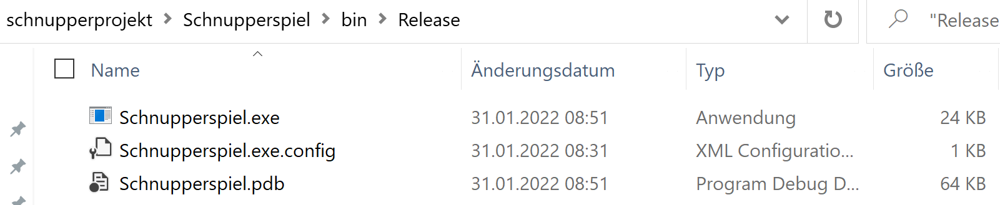 schnupperprojekt > Schnupperspiel > bin > Release "Release
Name Änderungsdatum Typ Größe
Schnupperspiel.exe 31.01.2022 08:51 Anwendung 24 KB
Schnupperspiel.exe.config 31.01.2022 08:31 XML Configuratio... 1 KB
Schnupperspiel.pdb 31.01.2022 08:51 Program Debug D... 64 KB